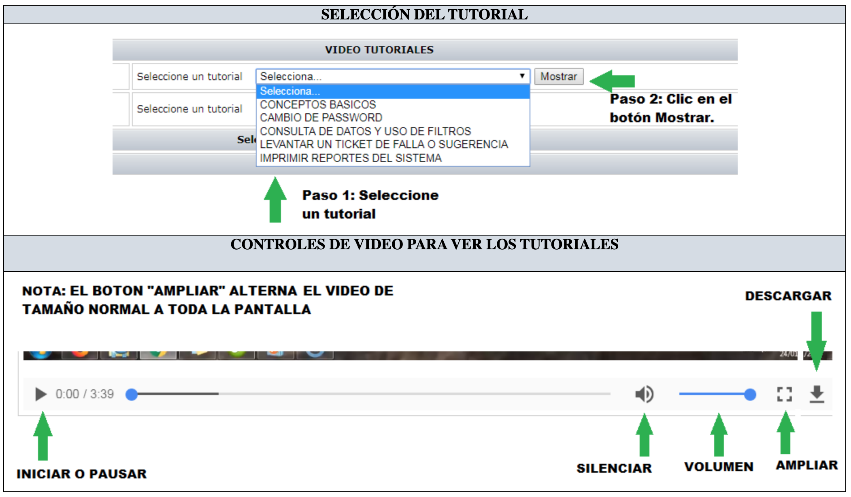 SELECCIÓN DEL TUTORIAL
VIDEO TUTORIALES
Seleccione un tutorial Selecciona... Mostrar
Selecciona...
Seleccione un tutorial CONCEPTOS BASICOS
CAMBIO DE PASSWORD
CONSULTA DE DATOS Y USO DE FILTROS
LEVANTAR UN TICKET DE FALLA O SUGERENCIA
IMPRIMIR REPORTES DEL SISTEMA
Paso 2: Clic en el
botón Mostrar.
Paso 1: Seleccione
un tutorial
CONTROLES DE VIDEO PARA VER LOS TUTORIALES
NOTA: EL BOTON "AMPLIAR" ALTERNA EL VIDEO DE
TAMAÑO NORMAL A TODA LA PANTALLA
DESCARGAR
0:00 / 3:39
INICIAR O PAUSAR
SILENCIAR
VOLUMEN
AMPLIAR